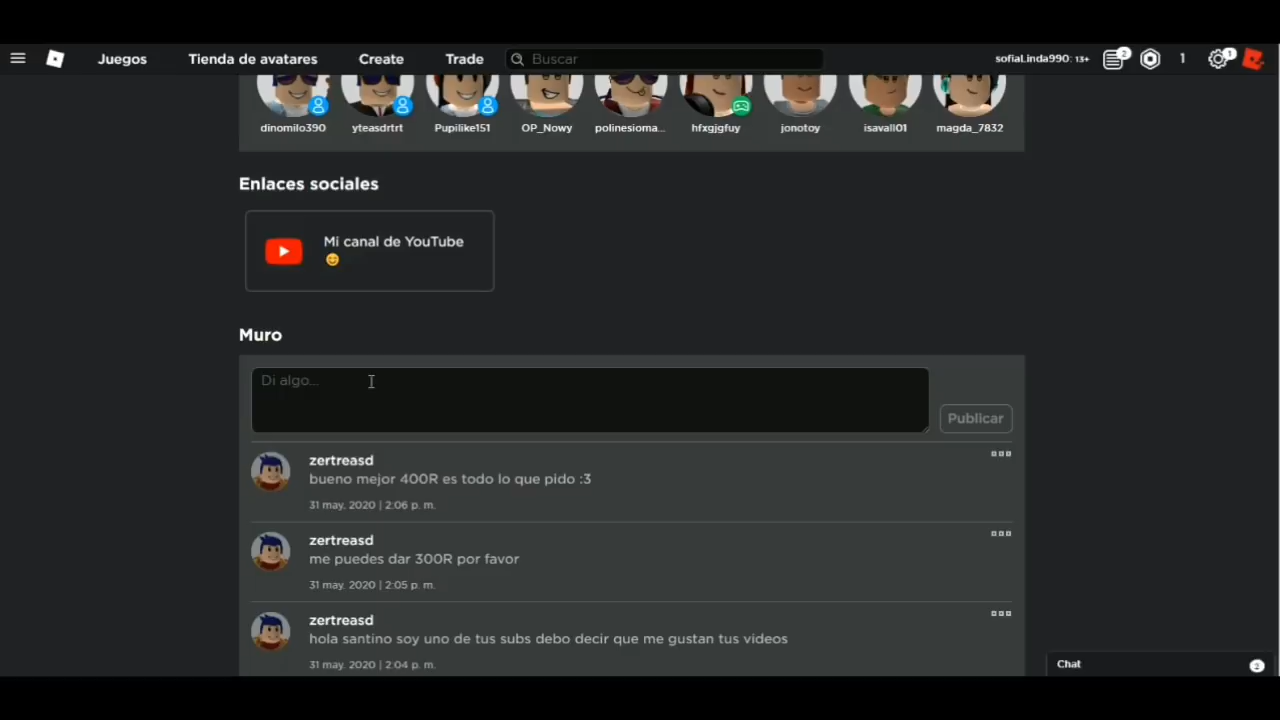 Juegos
Tienda de avatares
Create
Trade
Buscar
sofiaLinda990: 13+
2
1
1
dinomilo390
yteasdrtrt
Pupilike151
OP_Nowy
polinesioma...
hfxgjgfuy
jonotoy
isavall01
magda_7832
Enlaces sociales
Mi canal de YouTube
😊
Muro
Di algo...
Publicar
zertreasd
bueno mejor 400R es todo lo que pido :3
31 may. 2020 | 2:06 p. m.
zertreasd
me puedes dar 300R por favor
31 may. 2020 | 2:05 p. m.
zertreasd
hola santino soy uno de tus subs debo decir que me gustan tus videos
31 may. 2020 | 2:04 p. m.
Chat
2